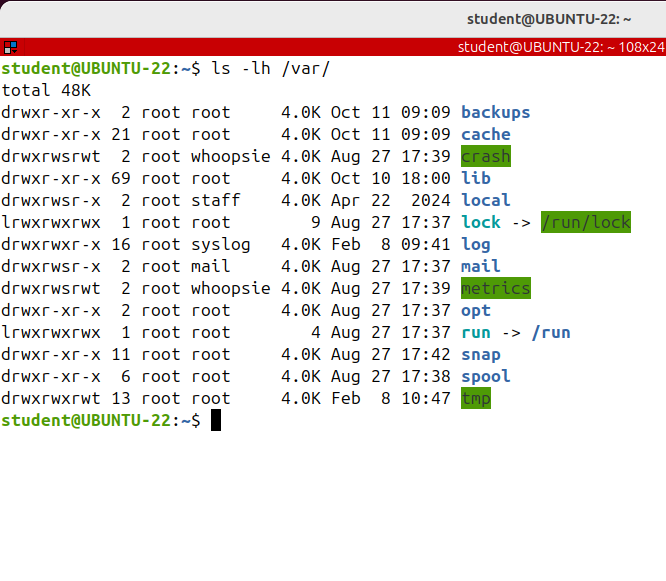 student@UBUNTU-22: ~
student@UBUNTU-22: ~ 108x24
student@UBUNTU-22:~$ ls -lh /var/
total 48K
drwxr-xr-x  2 root root     4.0K Oct 11 09:09 backups
drwxr-xr-x 21 root root     4.0K Oct 11 09:09 cache
drwxrwsrwt  2 root whoopsie 4.0K Aug 27 17:39 crash
drwxr-xr-x 69 root root     4.0K Oct 10 18:00 lib
drwxrwsr-x  2 root staff    4.0K Apr 22  2024 local
lrwxrwxrwx  1 root root        9 Aug 27 17:37 lock -> /run/lock
drwxrwxr-x 16 root syslog   4.0K Feb  8 09:41 log
drwxrwsr-x  2 root mail     4.0K Aug 27 17:37 mail
drwxrwsrwt  2 root whoopsie 4.0K Aug 27 17:39 metrics
drwxr-xr-x  2 root root     4.0K Aug 27 17:37 opt
lrwxrwxrwx  1 root root        4 Aug 27 17:37 run -> /run
drwxr-xr-x 11 root root     4.0K Aug 27 17:42 snap
drwxr-xr-x  6 root root     4.0K Aug 27 17:38 spool
drwxrwxrwt 13 root root     4.0K Feb  8 10:47 tmp
student@UBUNTU-22:~$